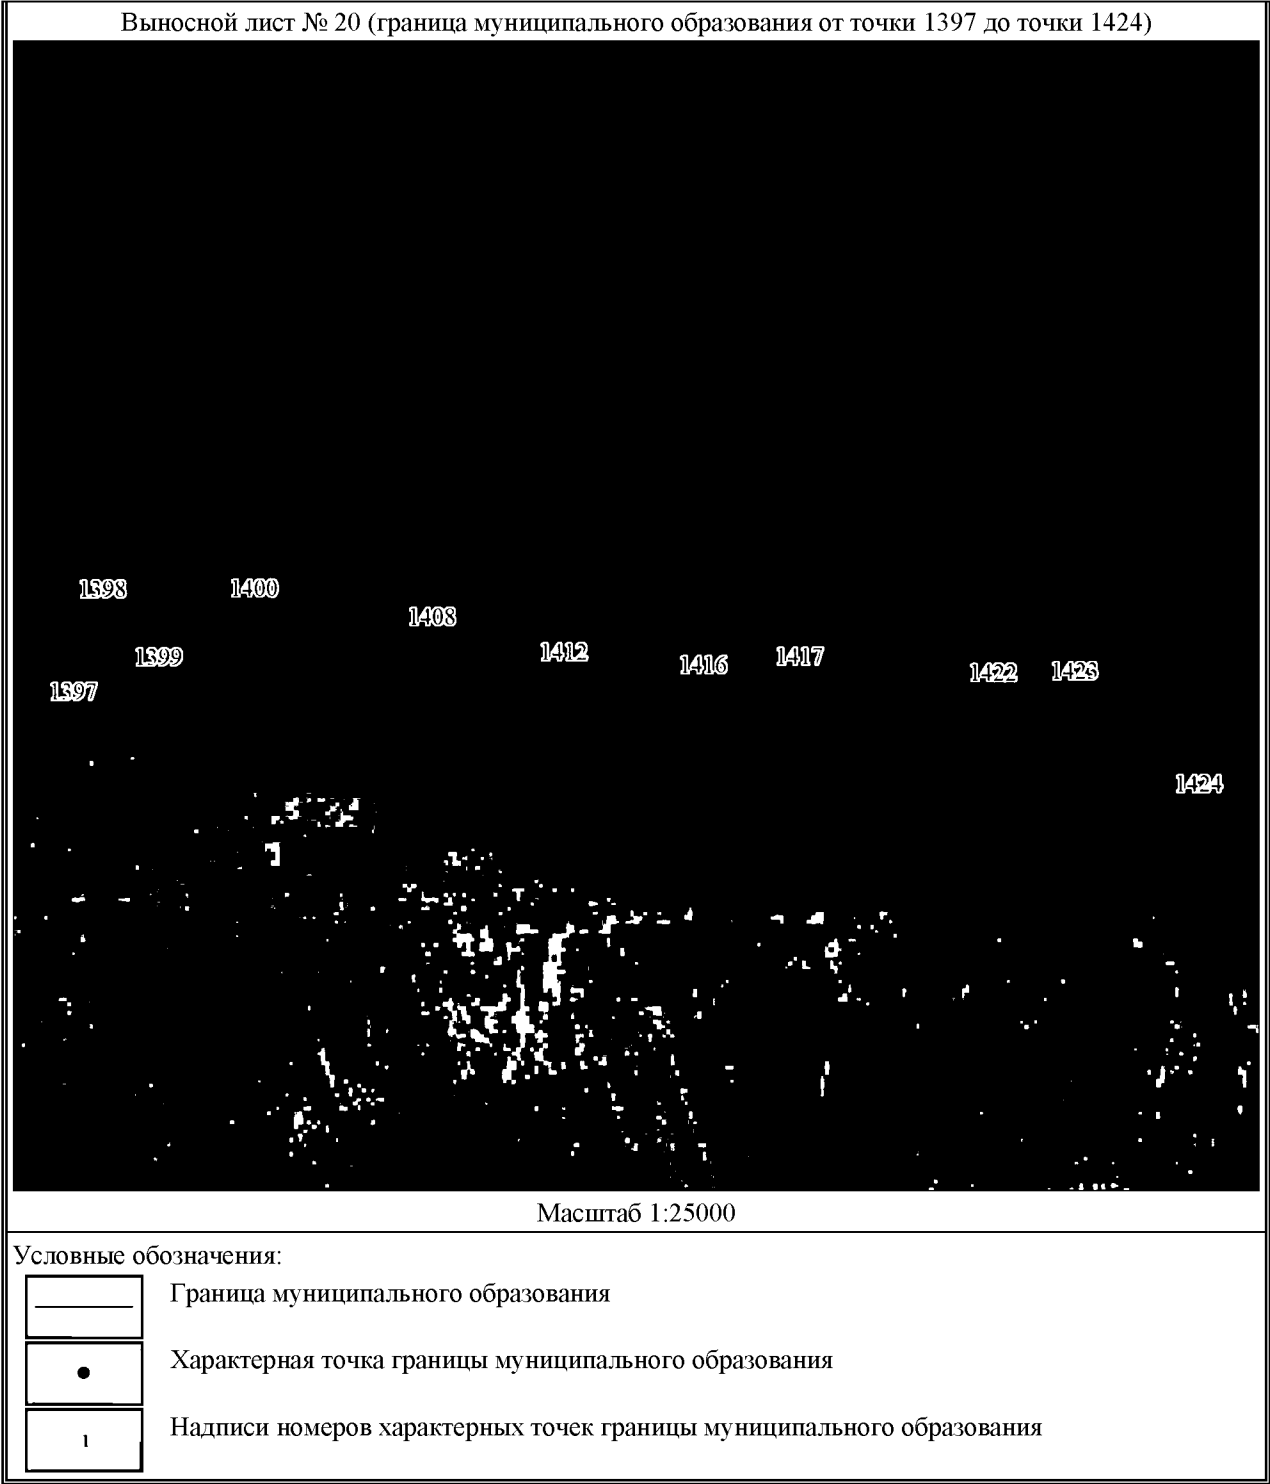 Выносной лист № 20 (граница муниципального образования от точки 1397 до точки 1424)
1398
1400
1408
1399
1412
1416
1417
1422
1423
1397
1424
Масштаб 1:25000
Условные обозначения:
Граница муниципального образования
Характерная точка границы муниципального образования
1
Надписи номеров характерных точек границы муниципального образования